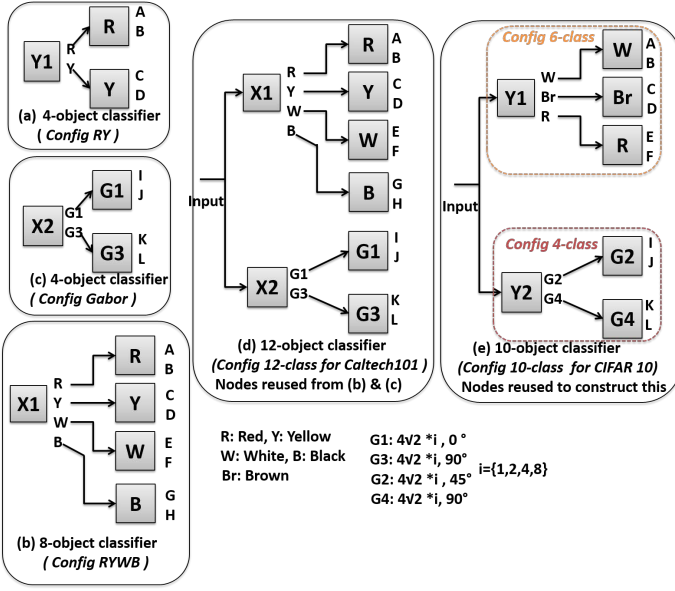 Y1
R
Y
R
Y
A
B
C
D
(a) 4-object classifier
( Config RY )
X2
G1
G3
G1
G3
I
J
K
L
(c) 4-object classifier
( Config Gabor )
X1
R
Y
W
B
R
Y
W
B
A
B
C
D
E
F
G
H
(b) 8-object classifier
( Config RYWB )
Input
X1
R
Y
W
B
R
Y
W
B
A
B
C
D
E
F
G
H
X2
G1
G3
G1
G3
I
J
K
L
(d) 12-object classifier
(Config 12-class for Caltech101 )
Nodes reused from (b) & (c)
Input
Config 6-class
Y1
W
Br
R
W
Br
R
A
B
C
D
E
F
Config 4-class
Y2
G2
G4
G2
G4
I
J
K
L
(e) 10-object classifier
(Config 10-class for CIFAR 10)
Nodes reused to construct this
R: Red, Y: Yellow
W: White, B: Black
Br: Brown
G1: 4√2 *i , 0 °
G3: 4√2 *i, 90°
G2: 4√2 *i , 45°
G4: 4√2 *i, 90°
i={1,2,4,8}